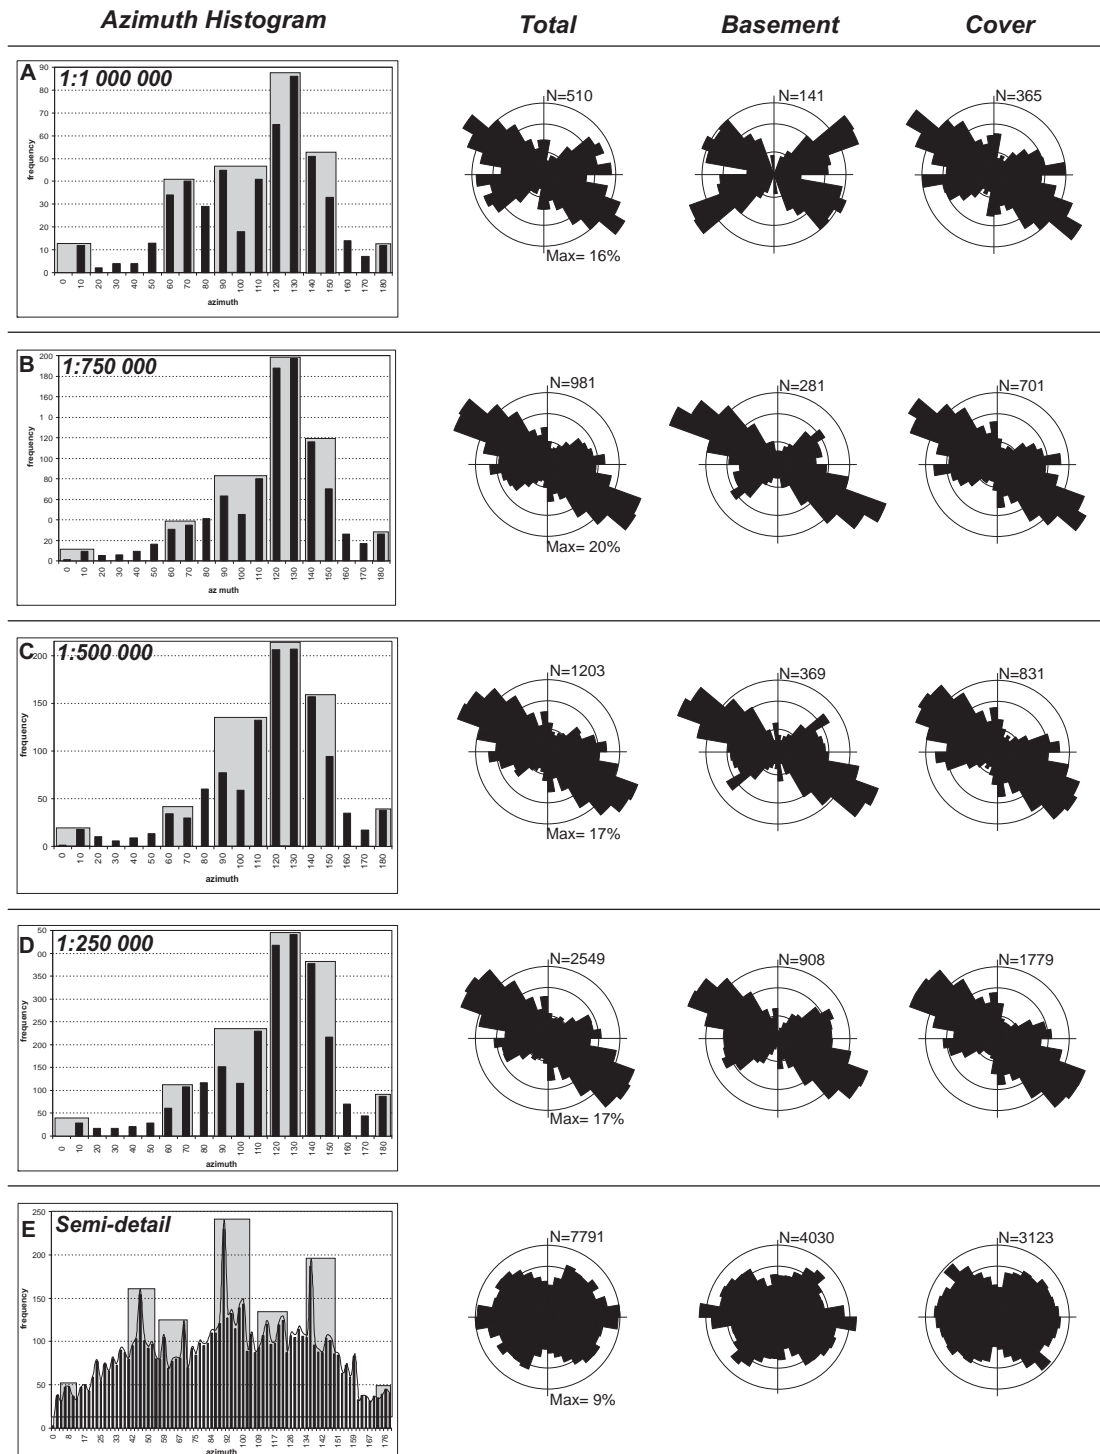 Azimuth Histogram Total Basement Cover
A 1:1 000 000
frequency
90
80
70
60
50
0
30
20
10
0
0 10 20 30 40 50 60 70 80 90 100 110 120 130 140 150 160 170 180
azimuth
N=510
Max= 16%
N=141
N=365
B 1:750 000
frequency
200
180
160
1 0
120
100
80
60
0
20
0
0 10 20 30 40 50 60 70 80 90 100 110 120 130 140 150 160 170 180
az muth
N=981
Max= 20%
N=281
N=701
C 1:500 000
frequency
200
150
100
50
0
0 10 20 30 40 50 60 70 80 90 100 110 120 130 140 150 160 170 180
azimuth
N=1203
Max= 17%
N=369
N=831
D 1:250 000
frequency
50
00
350
300
250
200
150
100
50
0
0 10 20 30 40 50 60 70 80 90 100 110 120 130 140 150 160 170 180
azimuth
N=2549
Max= 17%
N=908
N=1779
E Semi-detail
frequency
250
200
150
100
50
0
0 8 17 25 33 42 50 59 67 75 84 92 100 109 117 126 134 142 151 159 167 176
azimuth
N=7791
Max= 9%
N=4030
N=3123